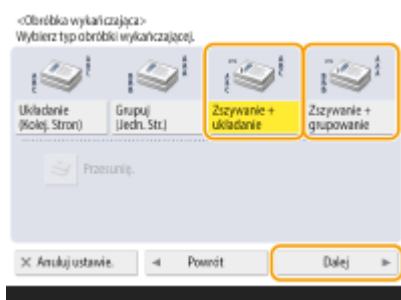 <Obróbka wykańczająca>
Wybierz typ obróbki wykańczającej.
Układanie
(Kolej. Stron)
Grupuj
(Jedn. Str.)
Zszywanie +
układanie
Zszywanie +
grupowanie
Przesunię.
Anuluj ustawie.
Powrót
Dalej